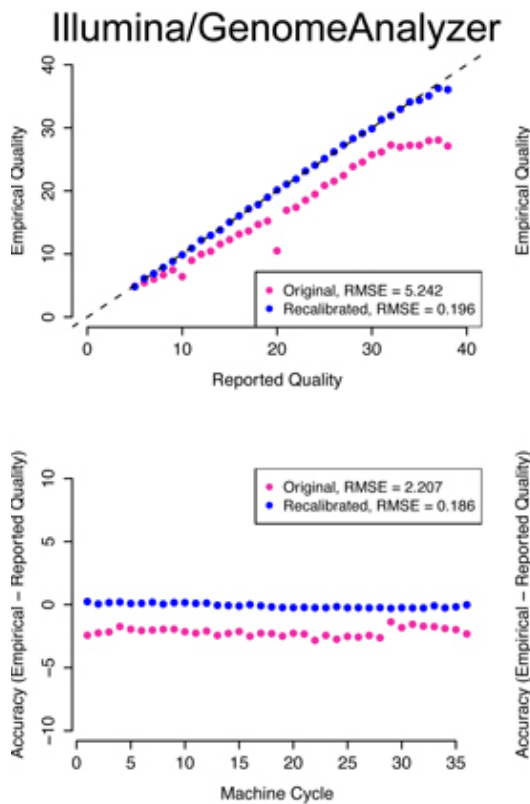 Illumina/GenomeAnalyzer
Empirical Quality
40
30
20
10
0
Original, RMSE = 5.242
Recalibrated, RMSE = 0.196
0 10 20 30 40
Reported Quality
Empirical Quality
Accuracy (Empirical − Reported Quality)
10
5
0
−5
−10
Original, RMSE = 2.207
Recalibrated, RMSE = 0.186
0 5 10 15 20 25 30 35
Machine Cycle
Accuracy (Empirical − Reported Quality)